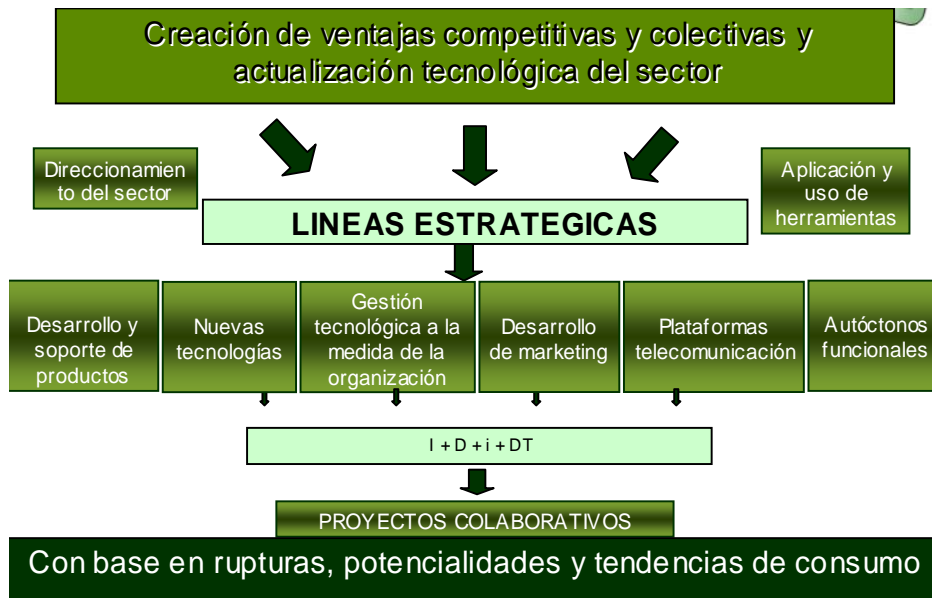 Creación de ventajas competitivas y colectivas y
actualización tecnológica del sector
Direccionamien
to del sector
Aplicación y
uso de
herramientas
LINEAS ESTRATEGICAS
Desarrollo y
soporte de
productos
Nuevas
tecnologías
Gestión
tecnológica a la
medida de la
organización
Desarrollo
de marketing
Plataformas
telecomunicación
Autóctonos
funcionales
I + D + i + DT
PROYECTOS COLABORATIVOS
Con base en rupturas, potencialidades y tendencias de consumo